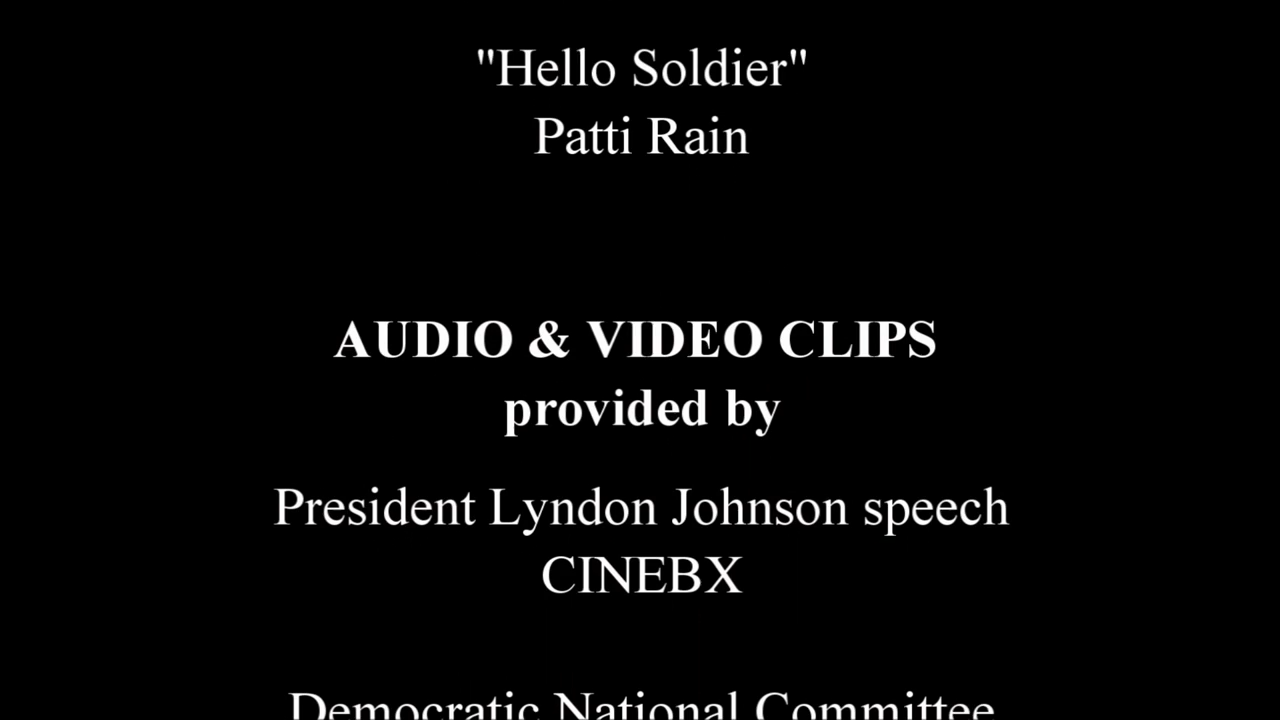 "Hello Soldier"
Patti Rain
AUDIO & VIDEO CLIPS
provided by
President Lyndon Johnson speech
CINEBX
Democratic National Committee